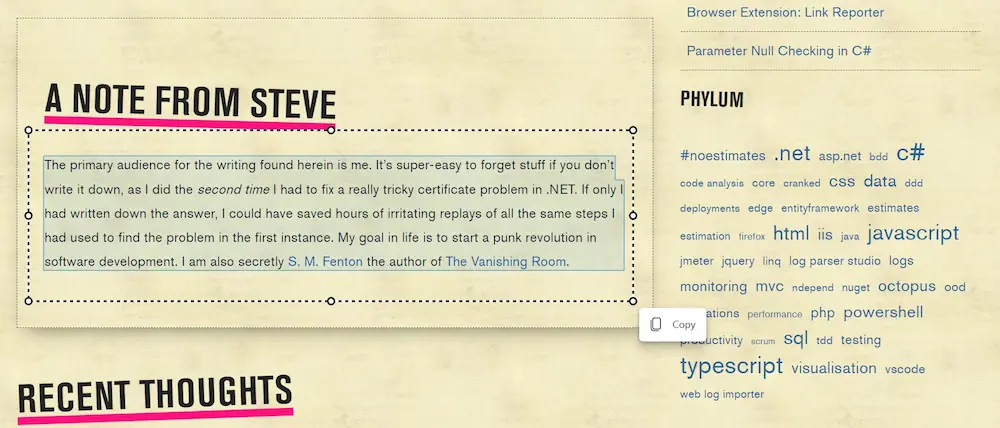 A NOTE FROM STEVE
The primary audience for the writing found herein is me. It's super-easy to forget stuff if you don't
write it down, as I did the second time I had to fix a really tricky certificate problem in .NET. If only I
had written down the answer, I could have saved hours of irritating replays of all the same steps I
had used to find the problem in the first instance. My goal in life is to start a punk revolution in
software development. I am also secretly S. M. Fenton the author of The Vanishing Room.
Copy
RECENT THOUGHTS
Browser Extension: Link Reporter
Parameter Null Checking in C#
PHYLUM
#noestimates .net asp.net bdd c#
code analysis core cranked css data ddd
deployments edge entityframework estimates
estimation firefox html iis java javascript
jmeter jquery linq log parser studio logs
monitoring mvc ndepend nuget octopus ood
performance php powershell
scrum sql tdd testing
typescript visualisation vscode
web log importer